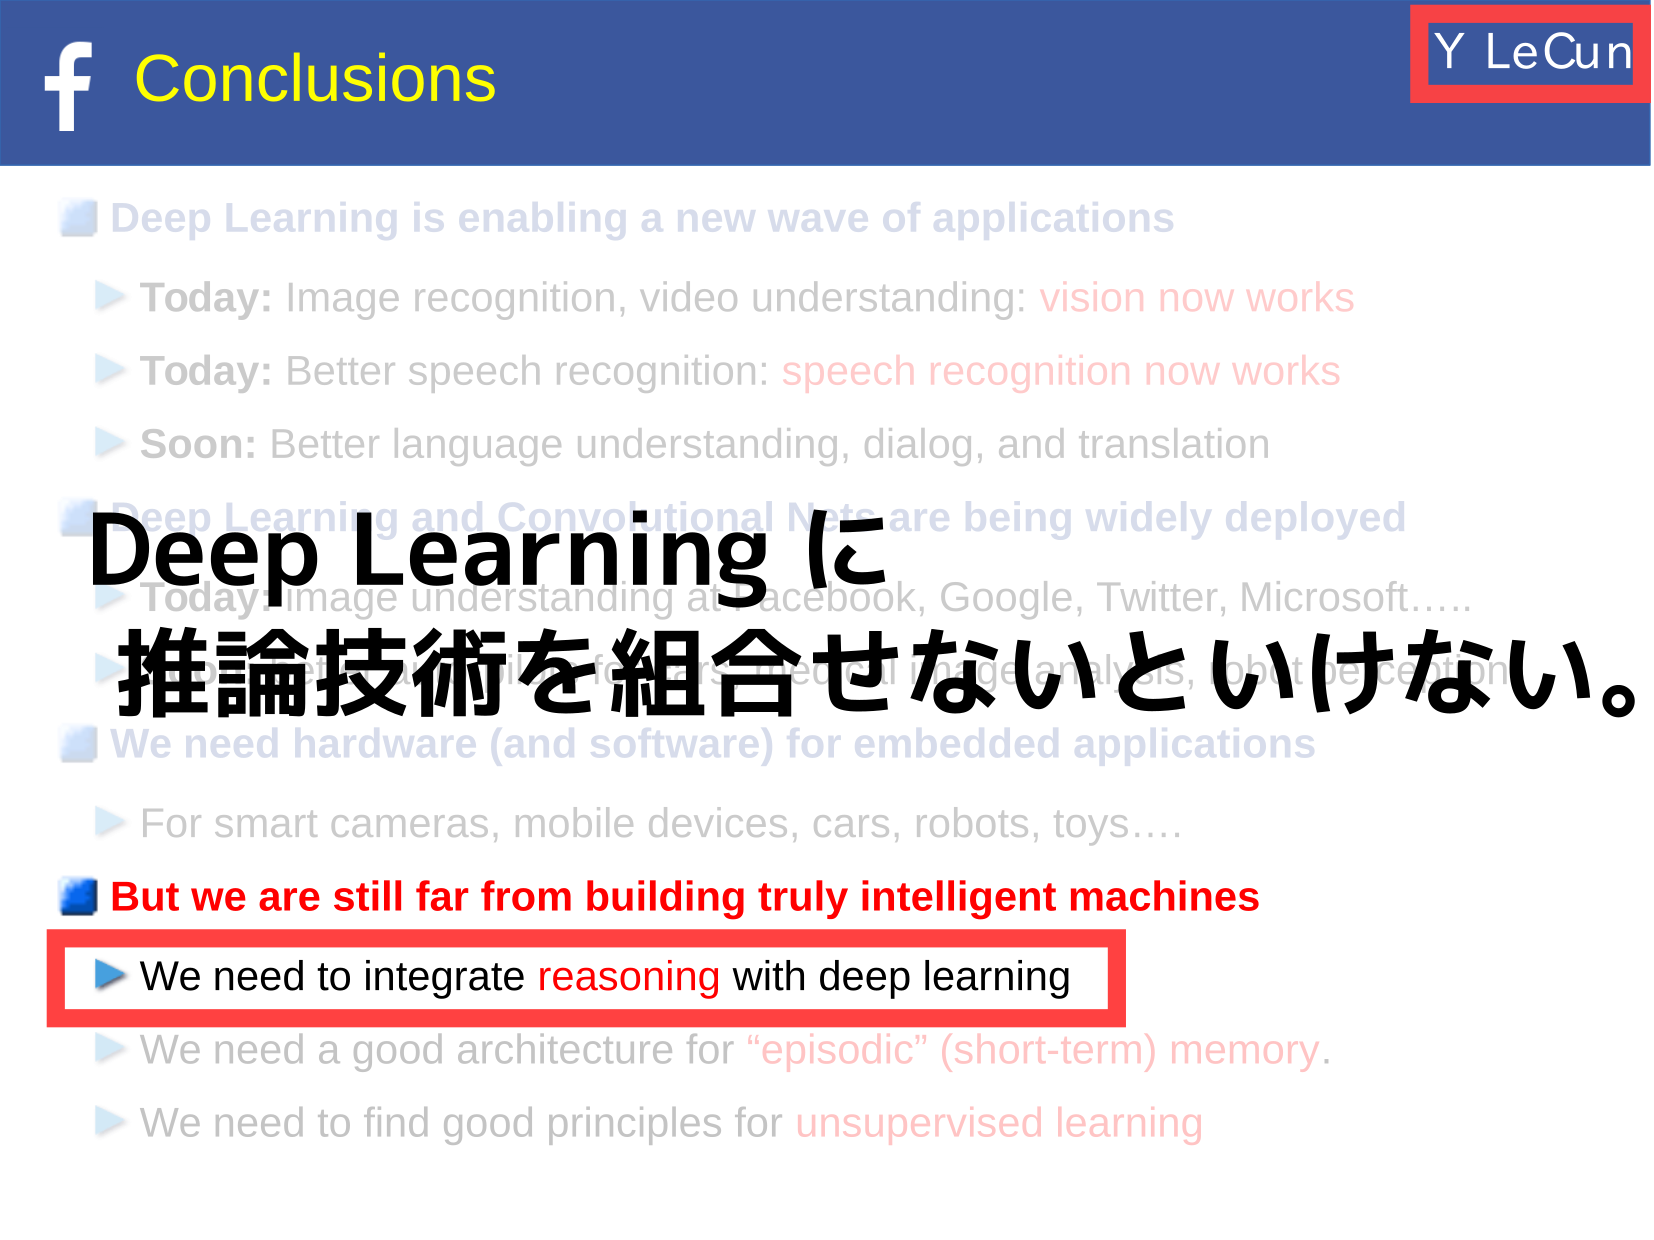 Conclusions
Y LeCun
Deep Learning is enabling a new wave of applications
Today: Image recognition, video understanding: vision now works
Today: Better speech recognition: speech recognition now works
Soon: Better language understanding, dialog, and translation
Deep Learning and Convolutional Nets are being widely deployed
Deep Learning に
Today: image understanding at Facebook, Google, Twitter, Microsoft…..
推論技術を組合せないといけない。
for cars, medical image analysis, robot perception
We need hardware (and software) for embedded applications
For smart cameras, mobile devices, cars, robots, toys….
But we are still far from building truly intelligent machines
We need to integrate reasoning with deep learning
We need a good architecture for “episodic” (short-term) memory.
We need to find good principles for unsupervised learning